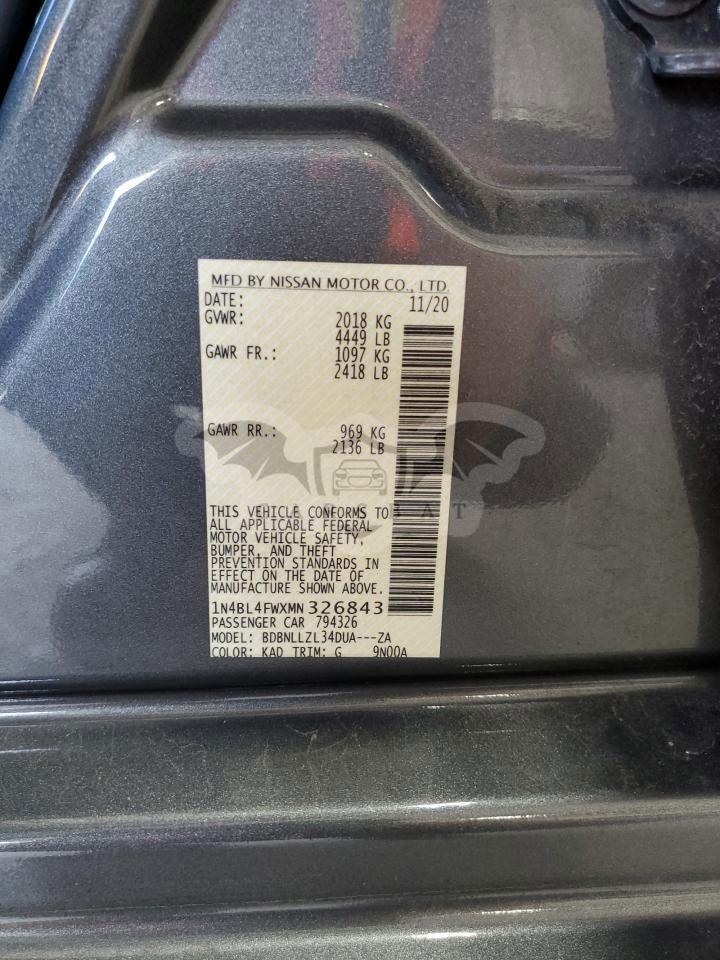 MFD BY NISSAN MOTOR CO., LTD.
DATE: 11/20
GVWR: 2018 KG
4449 LB
GAWR FR.: 1097 KG
2418 LB
GAWR RR.: 969 KG
2136 LB
THIS VEHICLE CONFORMS TO
ALL APPLICABLE FEDERAL
MOTOR VEHICLE SAFETY,
BUMPER, AND THEFT
PREVENTION STANDARDS IN
EFFECT ON THE DATE OF
MANUFACTURE SHOWN ABOVE.
1N4BL4FWXMN326843
PASSENGER CAR 794326
MODEL: BDBNLLZL34DUA---ZA
COLOR: KAD TRIM: G 9N00A